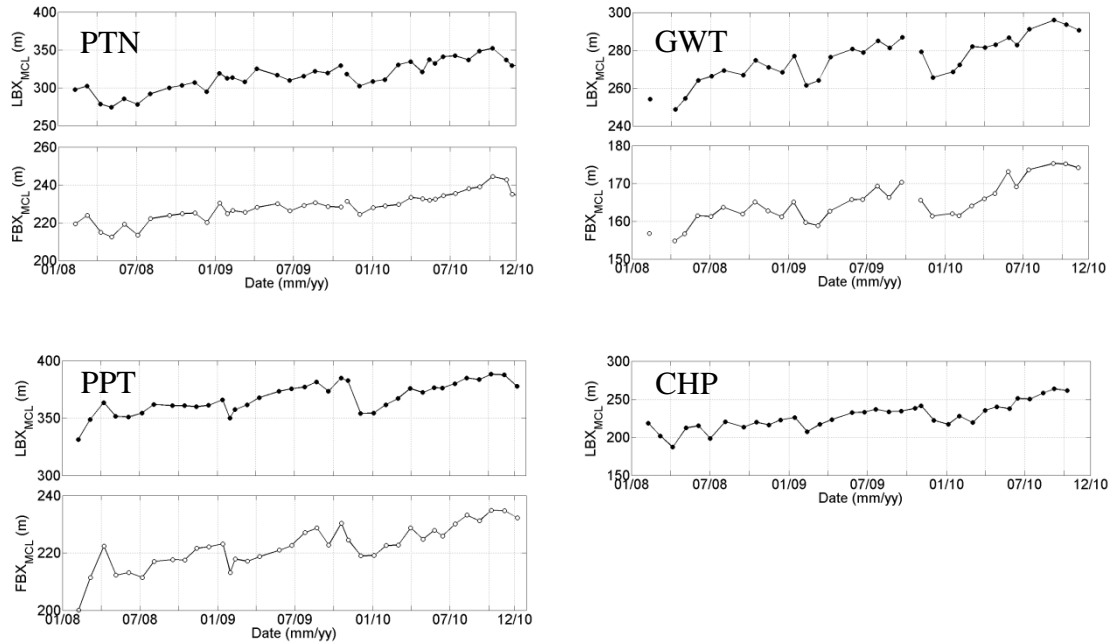 PTN
400
350
300
250
LBX_MCL (m)
260
240
220
200
FBX_MCL (m)
01/08 07/08 01/09 07/09 01/10 07/10 12/10
Date (mm/yy)
GWT
300
280
260
240
LBX_MCL (m)
180
170
160
150
FBX_MCL (m)
01/08 07/08 01/09 07/09 01/10 07/10 12/10
Date (mm/yy)
PPT
400
350
300
LBX_MCL (m)
240
220
200
FBX_MCL (m)
01/08 07/08 01/09 07/09 01/10 07/10 12/10
Date (mm/yy)
CHP
300
250
200
150
LBX_MCL (m)
01/08 07/08 01/09 07/09 01/10 07/10 12/10
Date (mm/yy)